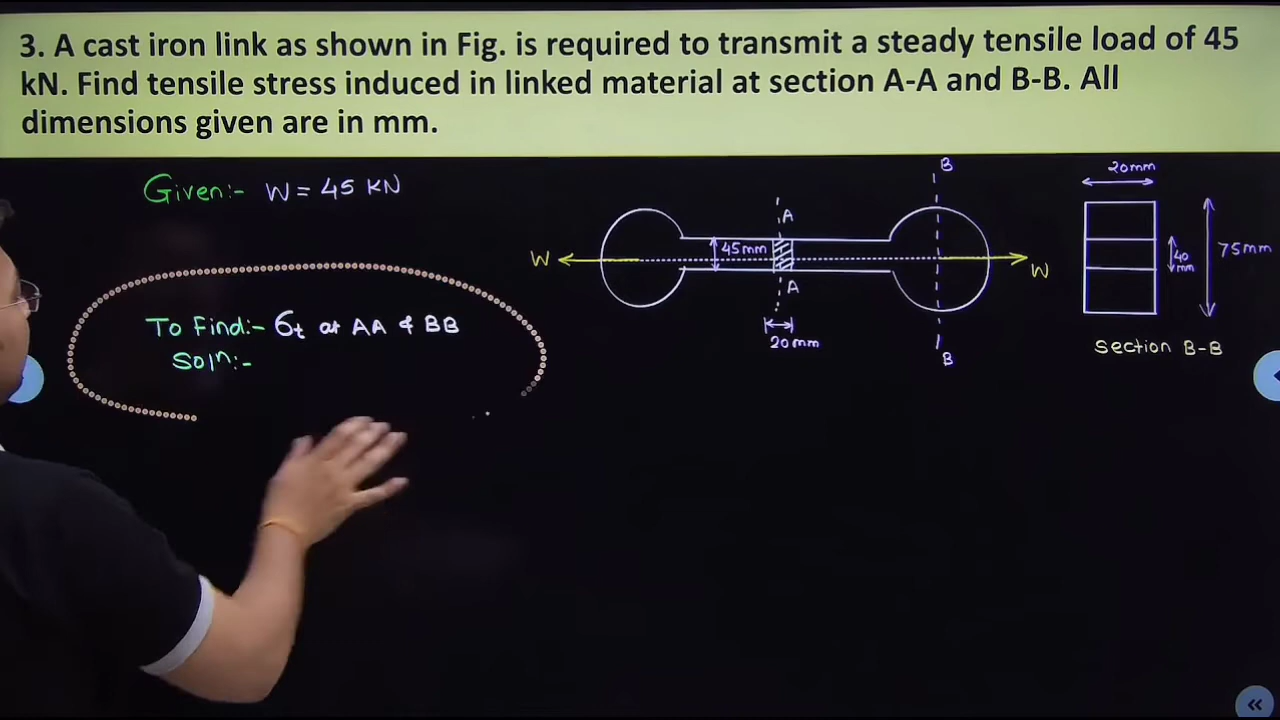 3. A cast iron link as shown in Fig. is required to transmit a steady tensile load of 45
kN. Find tensile stress induced in linked material at section A-A and B-B. All
dimensions given are in mm.
Given:- W = 45 KN
To Find:- σt at AA & BB
Soln:-
B
A
45mm
W
W
A
20mm
B
20mm
75mm
40
mm
Section B-B